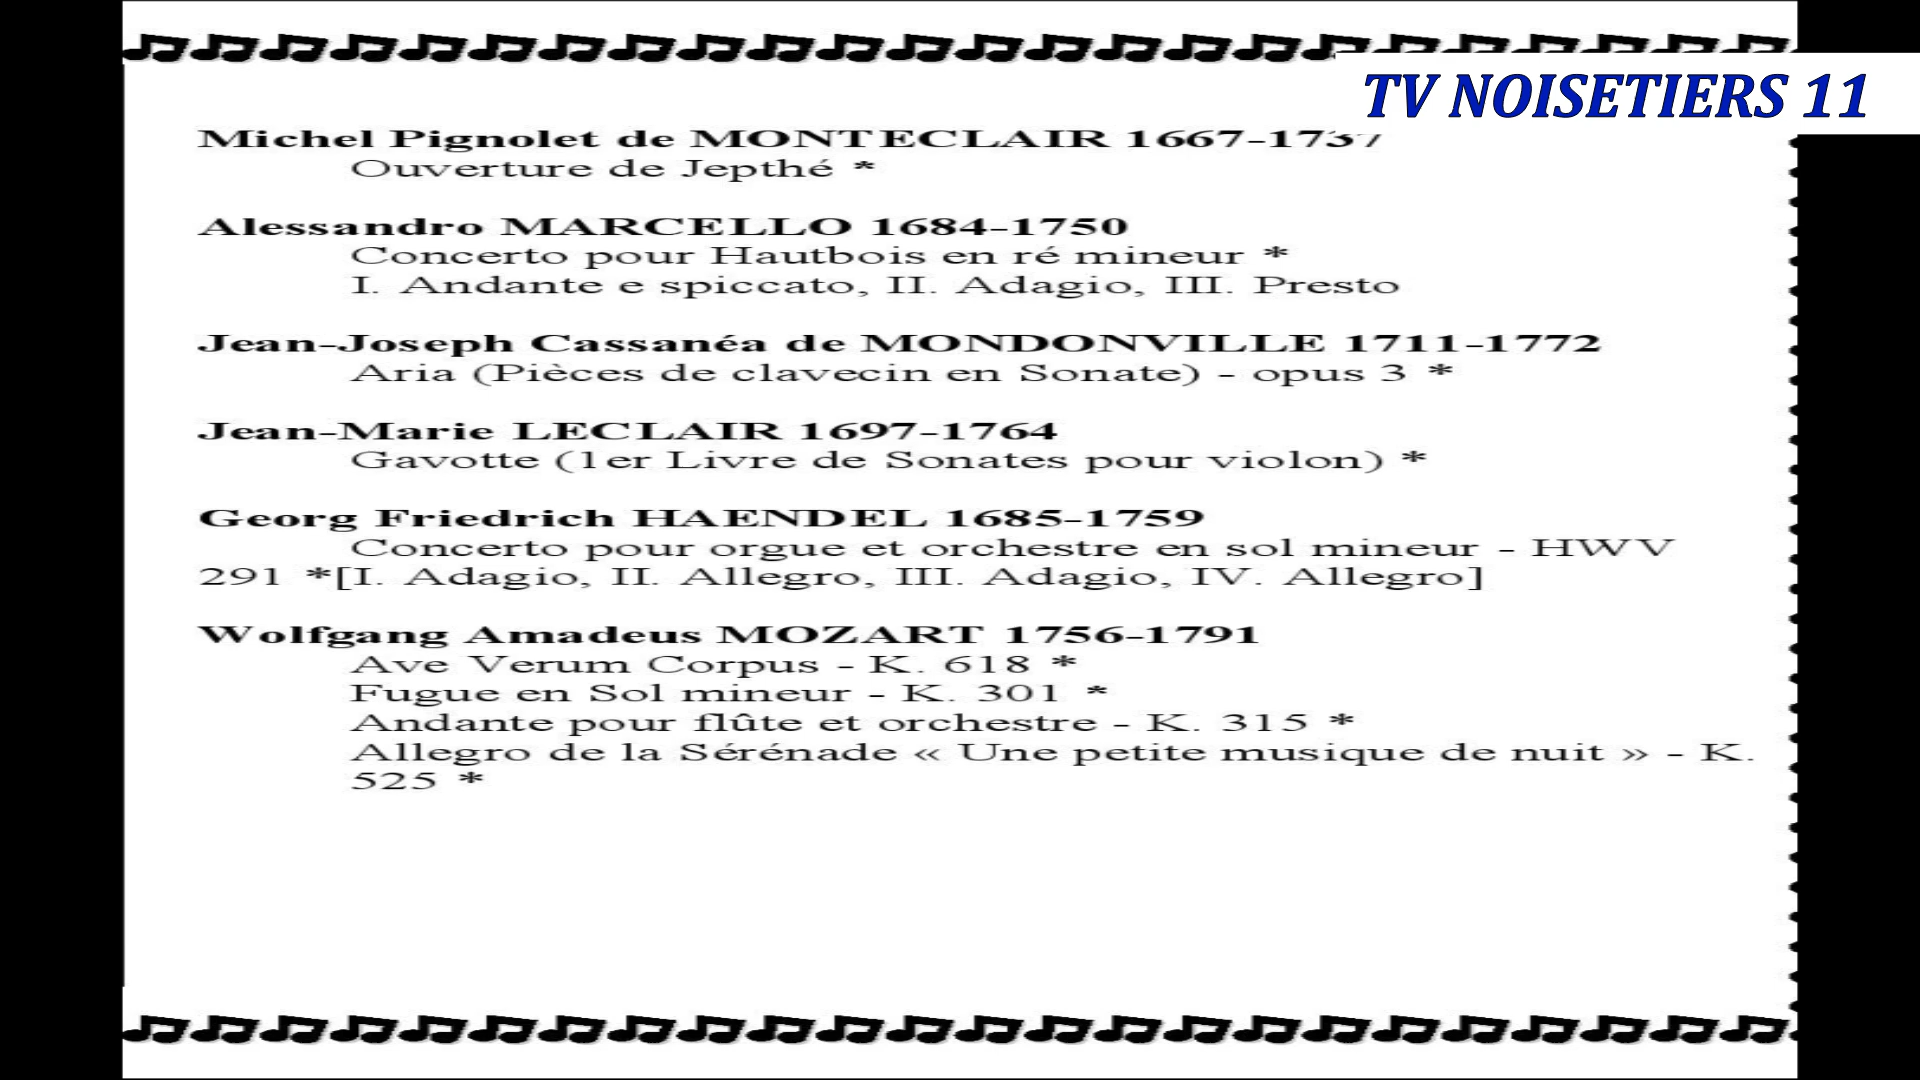 TV NOISETIERS 11
Michel Pignolet de MONTECLAIR 1667-1737
Ouverture de Jepthé *
Alessandro MARCELLO 1684-1750
Concerto pour Hautbois en ré mineur *
I. Andante e spiccato, II. Adagio, III. Presto
Jean-Joseph Cassanéa de MONDONVILLE 1711-1772
Aria (Pièces de clavecin en Sonate) - opus 3 *
Jean-Marie LECLAIR 1697-1764
Gavotte (1er Livre de Sonates pour violon) *
Georg Friedrich HAENDEL 1685-1759
Concerto pour orgue et orchestre en sol mineur - HWV
291 *[I. Adagio, II. Allegro, III. Adagio, IV. Allegro]
Wolfgang Amadeus MOZART 1756-1791
Ave Verum Corpus - K. 618 *
Fugue en Sol mineur - K. 301 *
Andante pour flûte et orchestre - K. 315 *
Allegro de la Sérénade « Une petite musique de nuit » - K.
525 *